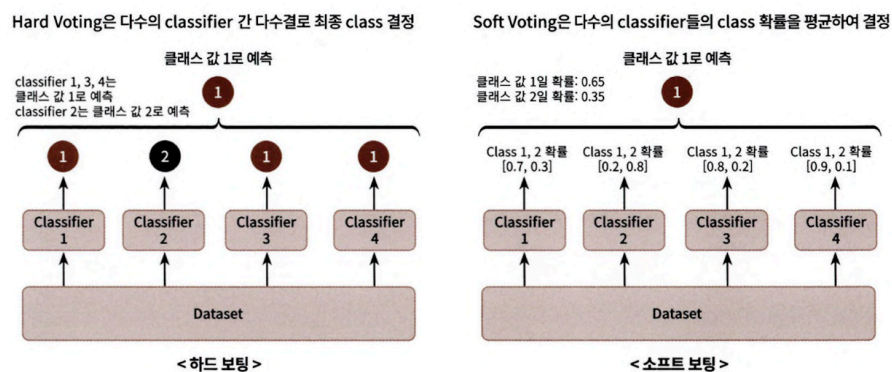 Hard Voting은 다수의 classifier 간 다수결로 최종 class 결정
클래스 값 1로 예측
classifier 1, 3, 4는
클래스 값 1로 예측
classifier 2는 클래스 값 2로 예측
1
1
2
1
1
Classifier
1
Classifier
2
Classifier
3
Classifier
4
Dataset
< 하드 보팅 >
Soft Voting은 다수의 classifier들의 class 확률을 평균하여 결정
클래스 값 1로 예측
클래스 값 1일 확률: 0.65
클래스 값 2일 확률: 0.35
1
Class 1, 2 확률
[0.7, 0.3]
Class 1, 2 확률
[0.2, 0.8]
Class 1, 2 확률
[0.8, 0.2]
Class 1, 2 확률
[0.9, 0.1]
Classifier
1
Classifier
2
Classifier
3
Classifier
4
Dataset
< 소프트 보팅 >